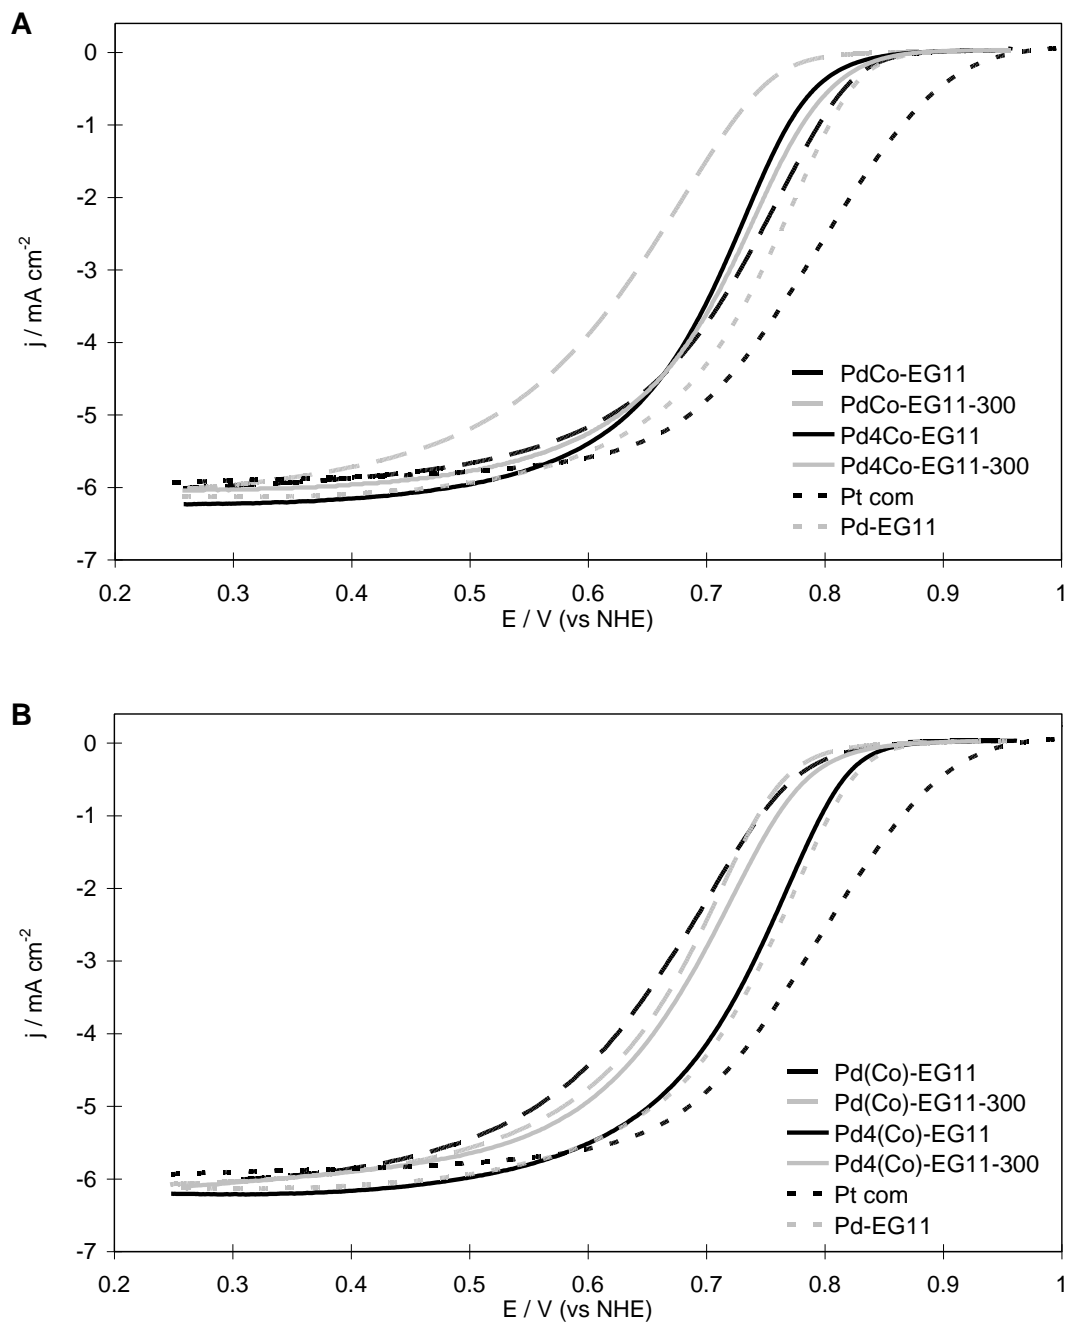 A
0
-1
-2
-3
-4
-5
-6
-7
j / mA cm-2
PdCo-EG11
PdCo-EG11-300
Pd4Co-EG11
Pd4Co-EG11-300
Pt com
Pd-EG11
0.2 0.3 0.4 0.5 0.6 0.7 0.8 0.9 1
E / V (vs NHE)
B
0
-1
-2
-3
-4
-5
-6
-7
j / mA cm-2
Pd(Co)-EG11
Pd(Co)-EG11-300
Pd4(Co)-EG11
Pd4(Co)-EG11-300
Pt com
Pd-EG11
0.2 0.3 0.4 0.5 0.6 0.7 0.8 0.9 1
E / V (vs NHE)